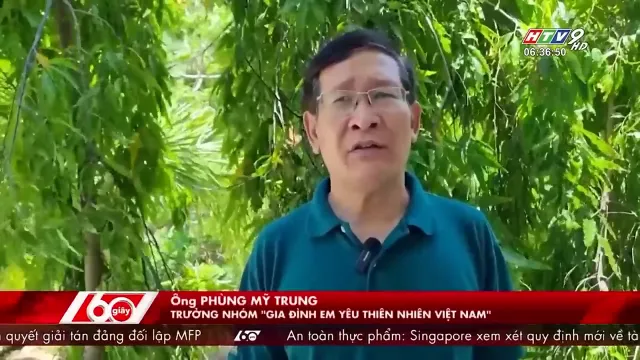 HTV9 HD
06:36:50
Ông PHÙNG MỸ TRUNG
60 giây
TRƯỞNG NHÓM "GIA ĐÌNH EM YÊU THIÊN NHIÊN VIỆT NAM"
n quyết giải tán đảng đối lập MFP 60 An toàn thực phẩm: Singapore xem xét quy định mới về tà